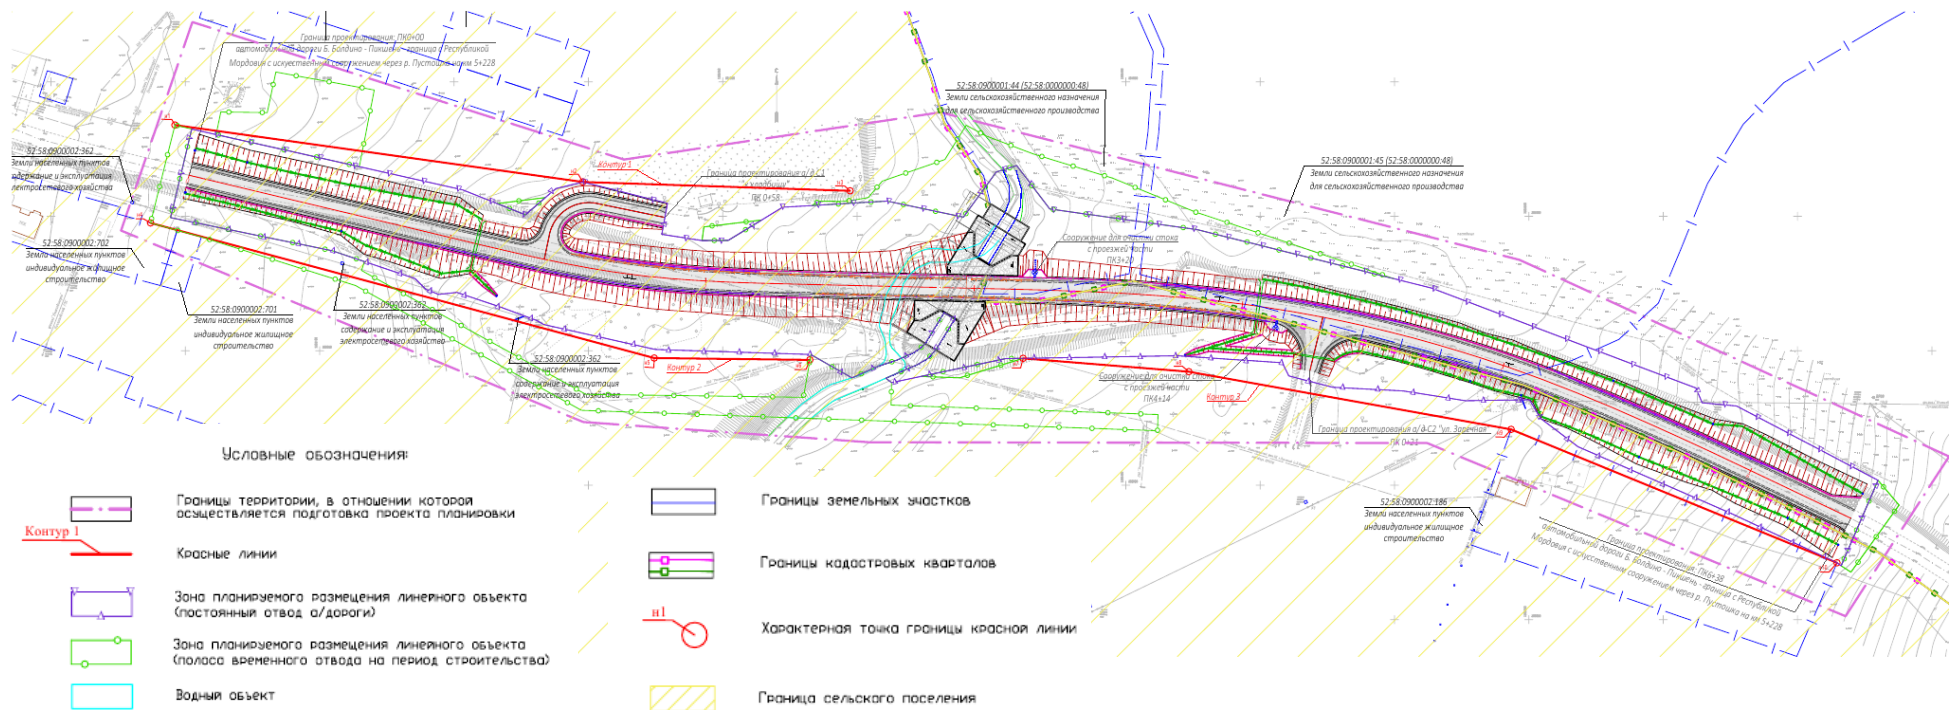 Граница проектирования: ПК0+00
автомобильной дороги Б. Болдино - Пикшень - граница с Республикой
Мордовия с искуественным сооружением через р. Пустошка на км 5+228
52:58:0900002:362
Земли населенных пунктов
содержание и эксплуатация
электросетевого хозяйства
52:58:0900002:702
Земли населенных пунктов
индивидуальное жилищное
строительство
52:58:0900002:701
Земли населенных пунктов
индивидуальное жилищное
строительство
52:58:0900002:362
Земли населенных пунктов
содержание и эксплуатация
электросетевого хозяйства
52:58:0900002:362
Земли населенных пунктов
содержание и эксплуатация
электросетевого хозяйства
Контур 1
Граница проектирования а/д С1
"к кладбищу"
ПК 0+58
Контур 2
52:58:0900001:44 (52:58:0000000:48)
Земли сельскохозяйственного назначения
для сельскохозяйственного производства
52:58:0900001:45 (52:58:0000000:48)
Земли сельскохозяйственного назначения
для сельскохозяйственного производства
Сооружение для очистки стока
с проезжей части
ПК3+20
Сооружение для очистки стока
с проезжей части
ПК4+14
Контур 3
Граница проектирования а/д С2 "ул. Заречная
ПК 0+21
52:58:0900002:186
Земли населенных пунктов
индивидуальное жилищное
строительство
Граница проектирования: ПК6+38
автомобильной дороги Б. Болдино - Пикшень - граница с Республикой
Мордовия с искусственным сооружением через р. Пустошка на км 5+228
Условные обозначения:
Границы территории, в отношении которой
осуществляется подготовка проекта планировки
Контур 1
Красные линии
Зона планируемого размещения линейного объекта
(постоянный отвод а/дороги)
Зона планируемого размещения линейного объекта
(полоса временного отвода на период строительства)
Водный объект
Границы земельных участков
Границы кадастровых кварталов
н1
Характерная точка границы красной линии
Граница сельского поселения